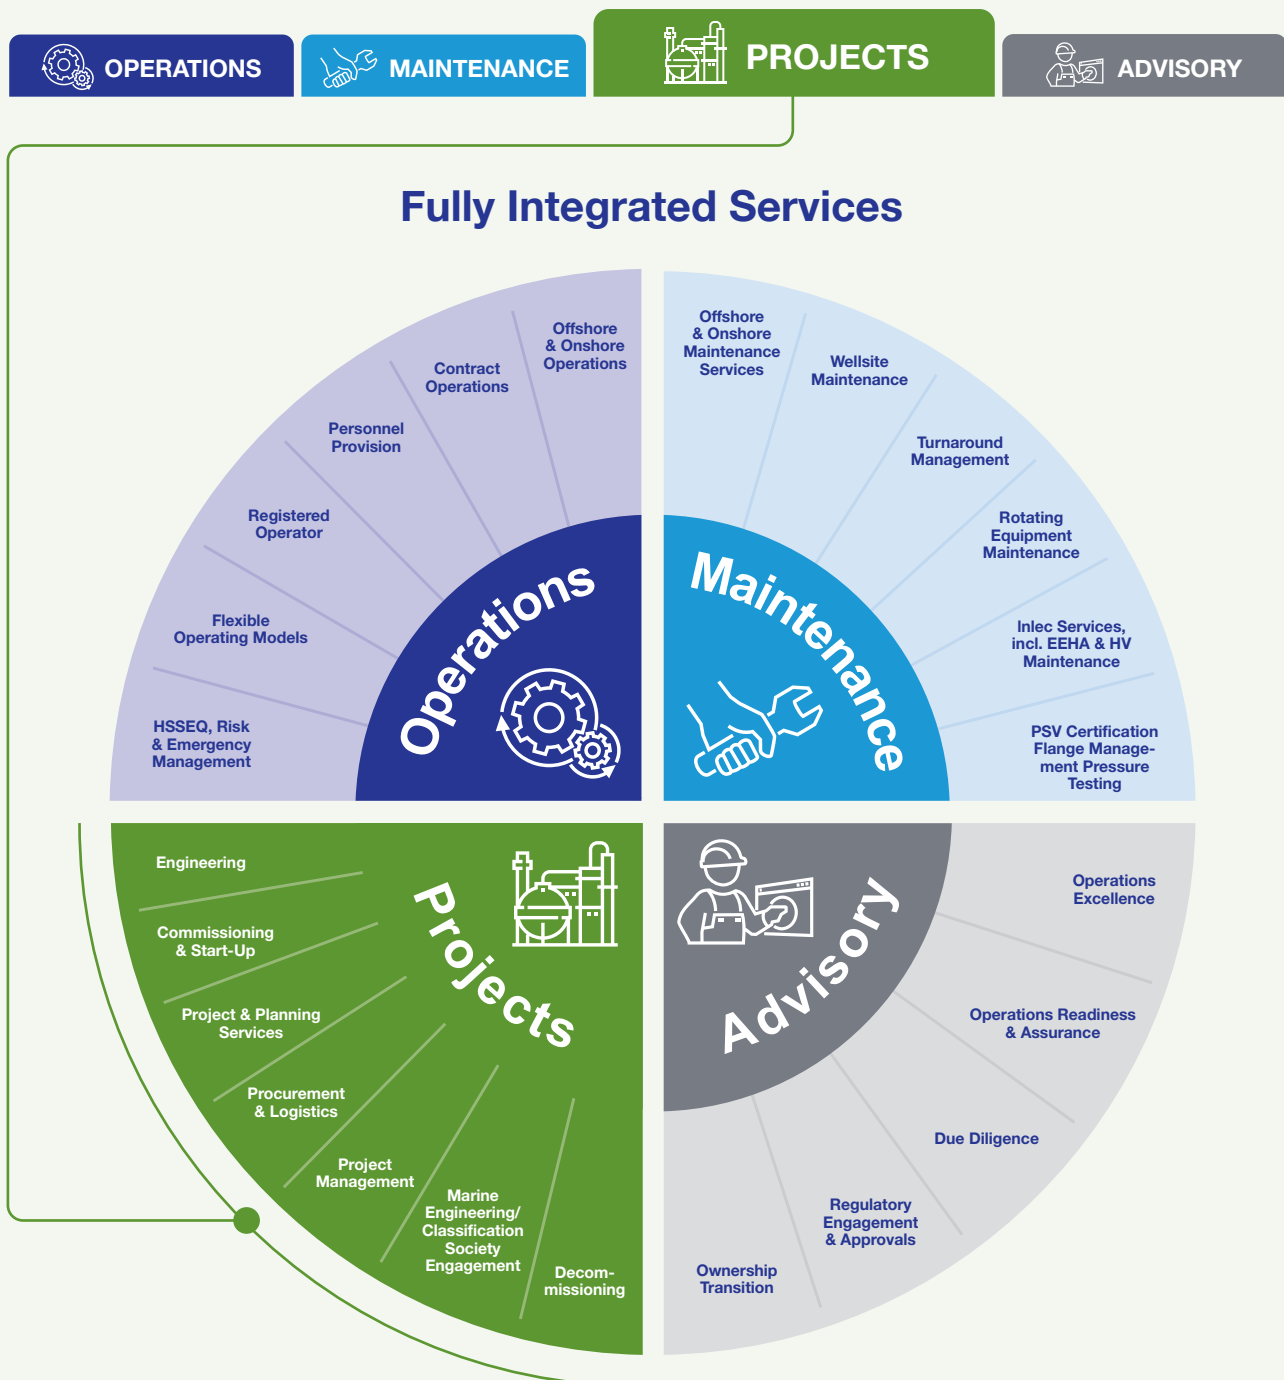 OPERATIONS
MAINTENANCE
PROJECTS
ADVISORY
Fully Integrated Services
Offshore
& Onshore
Operations
Contract
Operations
Personnel
Provision
Registered
Operator
Flexible
Operating Models
HSSEQ, Risk
& Emergency
Management
Operations
Offshore
& Onshore
Maintenance
Services
Wellsite
Maintenance
Turnaround
Management
Rotating
Equipment
Maintenance
Inlec Services,
incl. EEHA & HV
Maintenance
PSV Certification
Flange Manage-
ment Pressure
Testing
Maintenance
Engineering
Commissioning
& Start-Up
Project & Planning
Services
Procurement
& Logistics
Project
Management
Marine
Engineering/
Classification
Society
Engagement
Decom-
missioning
Projects
Operations
Excellence
Operations Readiness
& Assurance
Due Diligence
Regulatory
Engagement
& Approvals
Ownership
Transition
Advisory